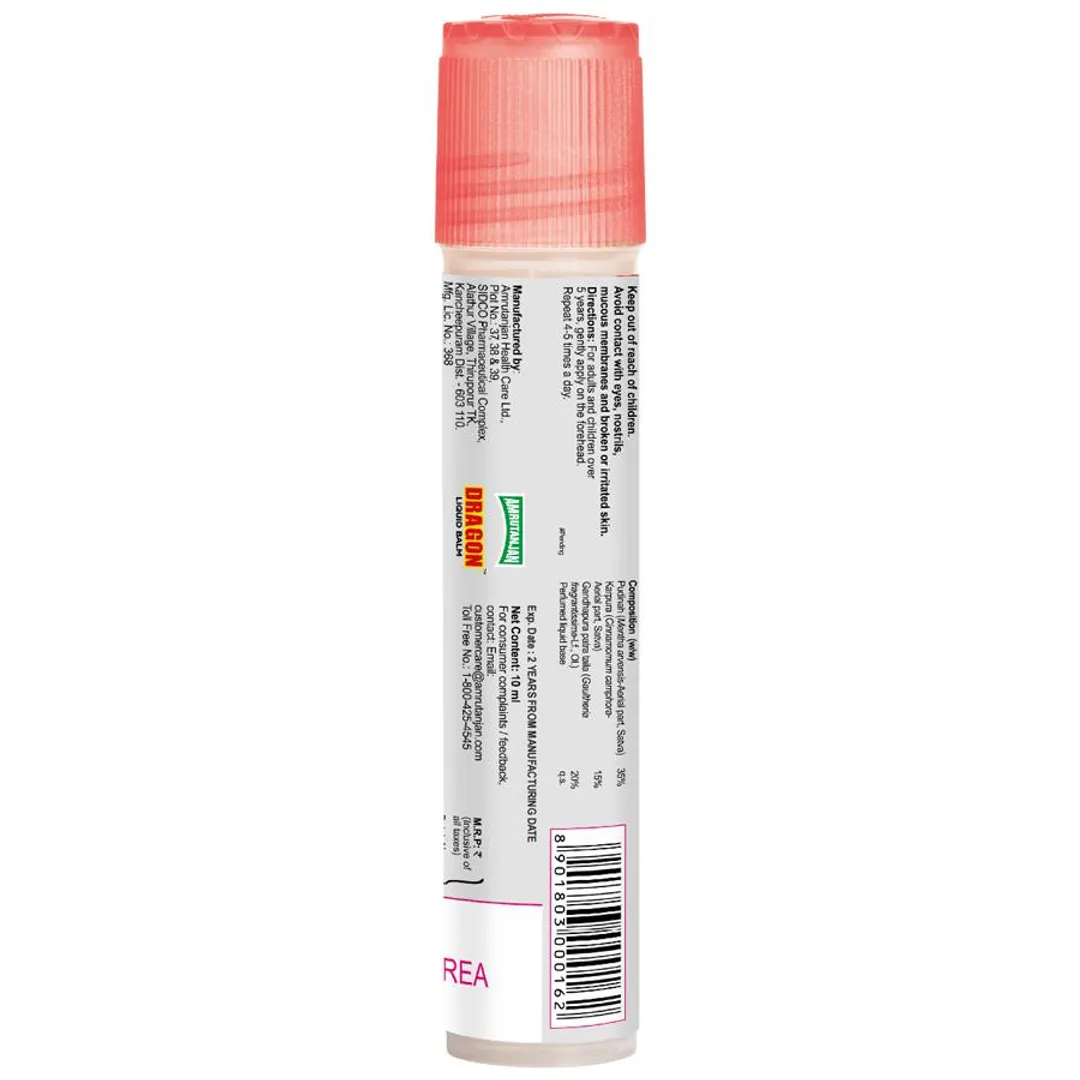 Keep out of reach of children.
Avoid contact with eyes, nostrils,
mucous membranes and broken or irritated skin.
Directions: For adults and children over
5 years, gently apply on the forehead.
Repeat 4-5 times a day.
#Pending
Manufactured by:
Amrutanjan Health Care Ltd.,
Plot No.: 37, 38 & 39,
SIDCO Pharmaceutical Complex,
Alathur Village, Thiruporur TK,
Kancheepuram Dist. - 603 110.
Mfg. Lic. No.: 368
AMRUTANJAN
DRAGON™
LIQUID BALM
Composition (w/w)
Pudinah (Mentha arvensis-Aerial part, Satva) 35%
Karpura (Cinnamomum camphora-
Aerial part, Satva) 15%
Gandhapura patra taila (Gaultheria
fragrantissima-Lf., Oil) 20%
Perfumed liquid base q.s.
Exp. Date : 2 YEARS FROM MANUFACTURING DATE
Net Content: 10 ml
For consumer complaints / feedback,
contact: Email:
customercare@amrutanjan.com
Toll Free No.: 1-800-425-4545
M.R.P: ₹
(Inclusive of
all taxes)
8 901803 000162
REA